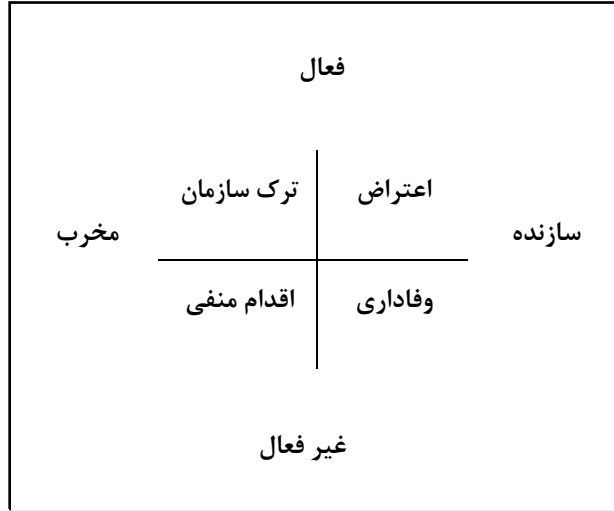 فعال
اعتراض
ترک سازمان
سازنده
مخرب
وفاداری
اقدام منفی
غیر فعال